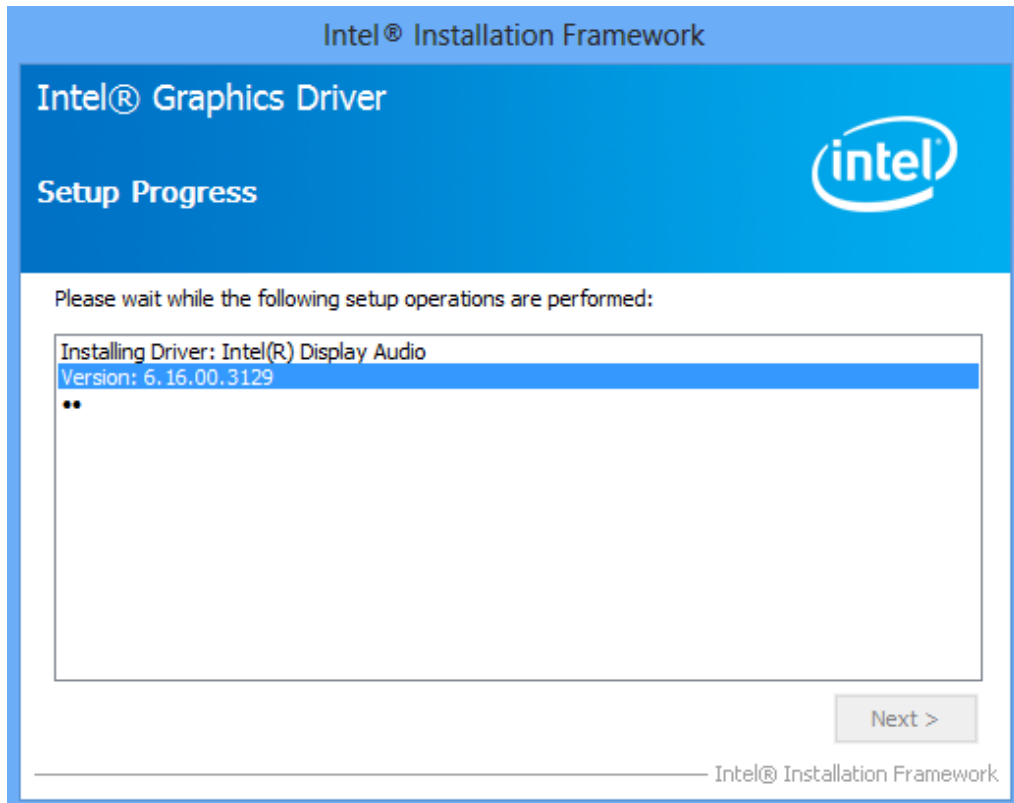 Intel® Installation Framework
Intel® Graphics Driver
intel
Setup Progress
Please wait while the following setup operations are performed:
Installing Driver: Intel(R) Display Audio
Version: 6.16.00.3129
••
Next >
Intel® Installation Framework